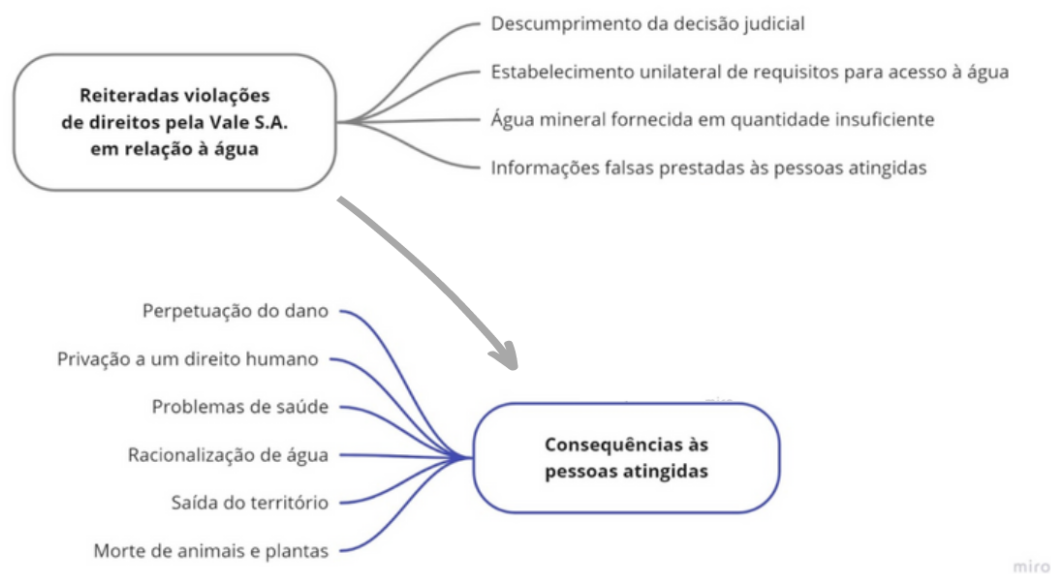 Reiteradas violações
de direitos pela Vale S.A.
em relação à água
Descumprimento da decisão judicial
Estabelecimento unilateral de requisitos para acesso à água
Água mineral fornecida em quantidade insuficiente
Informações falsas prestadas às pessoas atingidas
Perpetuação do dano
Privação a um direito humano
Problemas de saúde
Racionalização de água
Saída do território
Morte de animais e plantas
Consequências às
pessoas atingidas
miro